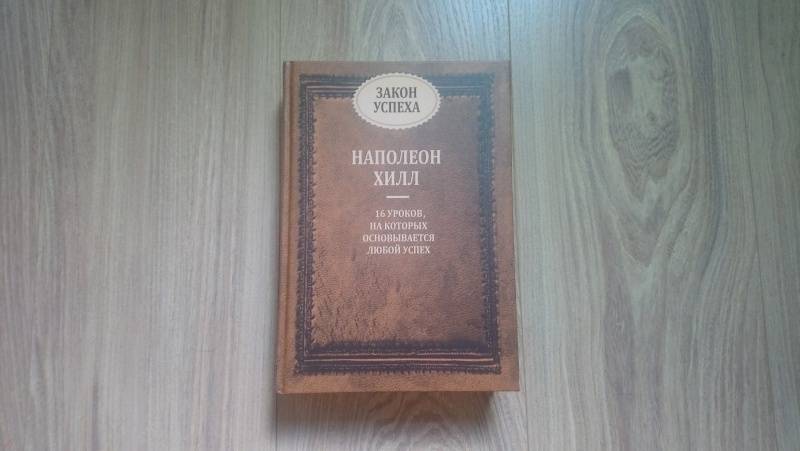 ЗАКОН
УСПЕХА
НАПОЛЕОН
ХИЛЛ
16 УРОКОВ,
НА КОТОРЫХ
ОСНОВЫВАЕТСЯ
ЛЮБОЙ УСПЕХ